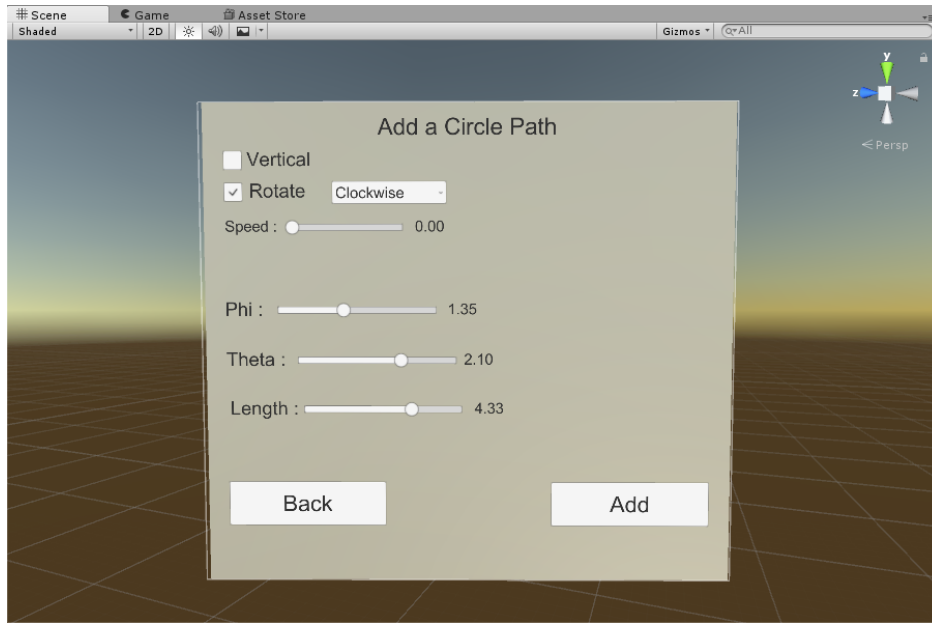 Scene Game Asset Store
Shaded 2D Gizmos All
y
z
Persp
Add a Circle Path
Vertical
Rotate Clockwise
Speed : 0.00
Phi : 1.35
Theta : 2.10
Length : 4.33
Back Add